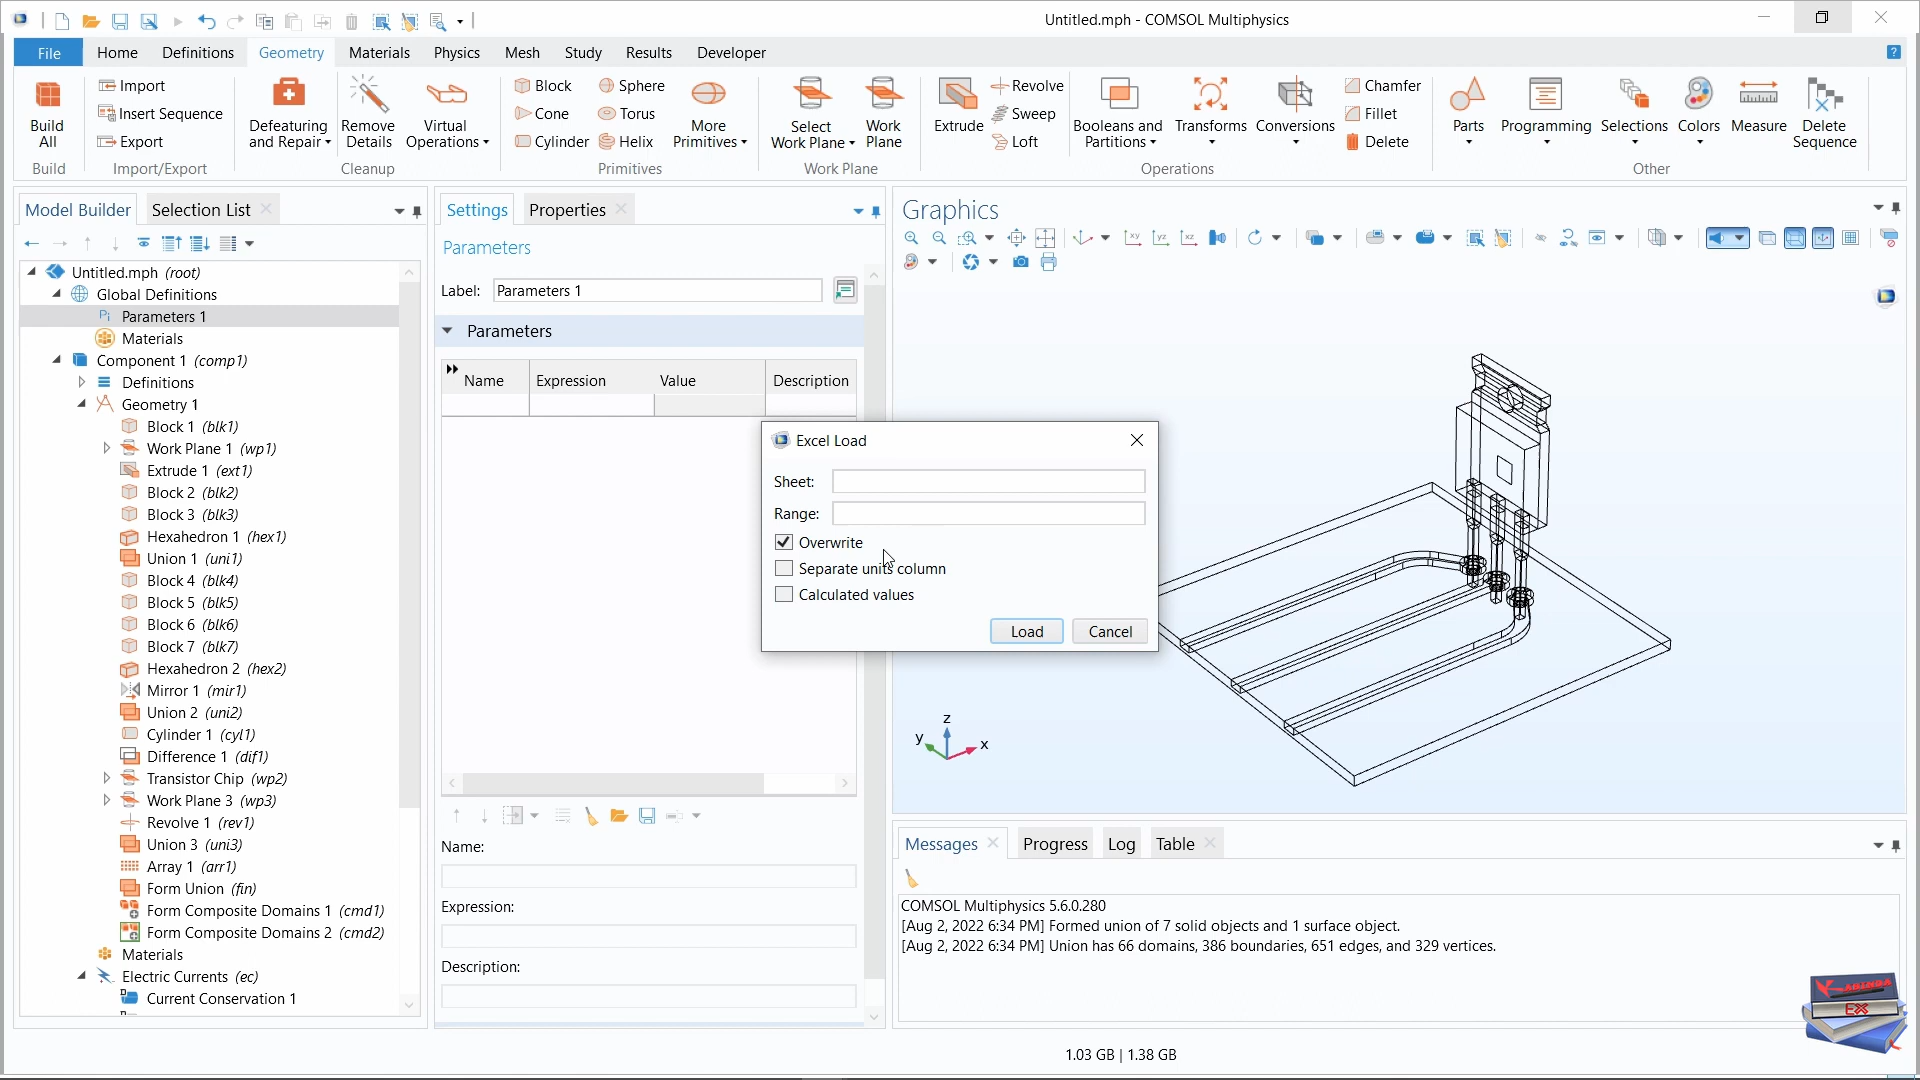 Untitled.mph - COMSOL Multiphysics
File Home Definitions Geometry Materials Physics Mesh Study Results Developer
Build All
Build
Import
Insert Sequence
Export
Import/Export
Defeaturing and Repair
Remove Details
Virtual Operations
Cleanup
Block
Cone
Cylinder
Sphere
Torus
Helix
More Primitives
Primitives
Select Work Plane
Work Plane
Work Plane
Extrude
Revolve
Sweep
Loft
Booleans and Partitions
Transforms
Conversions
Chamfer
Fillet
Delete
Operations
Parts
Programming
Selections
Colors
Measure
Delete Sequence
Other
Model Builder
Selection List
Untitled.mph (root)
Global Definitions
Pi Parameters 1
Materials
Component 1 (comp1)
Definitions
Geometry 1
Block 1 (blk1)
Work Plane 1 (wp1)
Extrude 1 (ext1)
Block 2 (blk2)
Block 3 (blk3)
Hexahedron 1 (hex1)
Union 1 (uni1)
Block 4 (blk4)
Block 5 (blk5)
Block 6 (blk6)
Block 7 (blk7)
Hexahedron 2 (hex2)
Mirror 1 (mir1)
Union 2 (uni2)
Cylinder 1 (cyl1)
Difference 1 (dif1)
Transistor Chip (wp2)
Work Plane 3 (wp3)
Revolve 1 (rev1)
Union 3 (uni3)
Array 1 (arr1)
Form Union (fin)
Form Composite Domains 1 (cmd1)
Form Composite Domains 2 (cmd2)
Materials
Electric Currents (ec)
Current Conservation 1
Settings
Properties
Parameters
Label: Parameters 1
Parameters
Name Expression Value Description
Name:
Expression:
Description:
Excel Load
Sheet:
Range:
Overwrite
Separate units column
Calculated values
Load Cancel
Graphics
xy yz xz
z
y
x
Messages Progress Log Table
COMSOL Multiphysics 5.6.0.280
[Aug 2, 2022 6:34 PM] Formed union of 7 solid objects and 1 surface object.
[Aug 2, 2022 6:34 PM] Union has 66 domains, 386 boundaries, 651 edges, and 329 vertices.
1.03 GB | 1.38 GB
EX